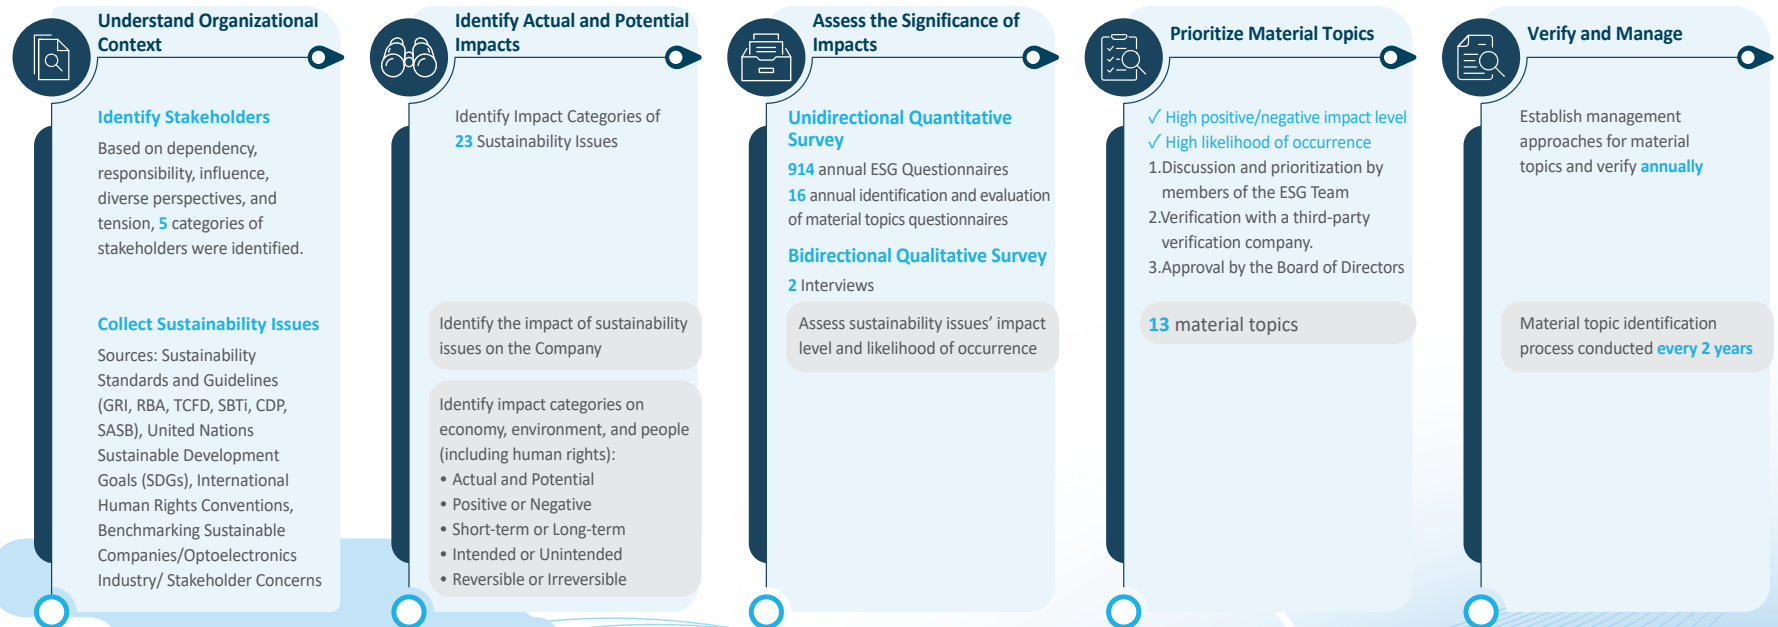 Understand Organizational
Context
Identify Stakeholders
Based on dependency,
responsibility, influence,
diverse perspectives, and
tension, 5 categories of
stakeholders were identified.
Collect Sustainability Issues
Sources: Sustainability
Standards and Guidelines
(GRI, RBA, TCFD, SBTi, CDP,
SASB), United Nations
Sustainable Development
Goals (SDGs), International
Human Rights Conventions,
Benchmarking Sustainable
Companies/Optoelectronics
Industry/ Stakeholder Concerns
Identify Actual and Potential
Impacts
Identify Impact Categories of
23 Sustainability Issues
Identify the impact of sustainability
issues on the Company
Identify impact categories on
economy, environment, and people
(including human rights):
• Actual and Potential
• Positive or Negative
• Short-term or Long-term
• Intended or Unintended
• Reversible or Irreversible
Assess the Significance of
Impacts
Unidirectional Quantitative
Survey
914 annual ESG Questionnaires
16 annual identification and evaluation
of material topics questionnaires
Bidirectional Qualitative Survey
2 Interviews
Assess sustainability issues’ impact
level and likelihood of occurrence
Prioritize Material Topics
✓ High positive/negative impact level
✓ High likelihood of occurrence
1.Discussion and prioritization by
members of the ESG Team
2.Verification with a third-party
verification company.
3.Approval by the Board of Directors
13 material topics
Verify and Manage
Establish management
approaches for material
topics and verify annually
Material topic identification
process conducted every 2 years